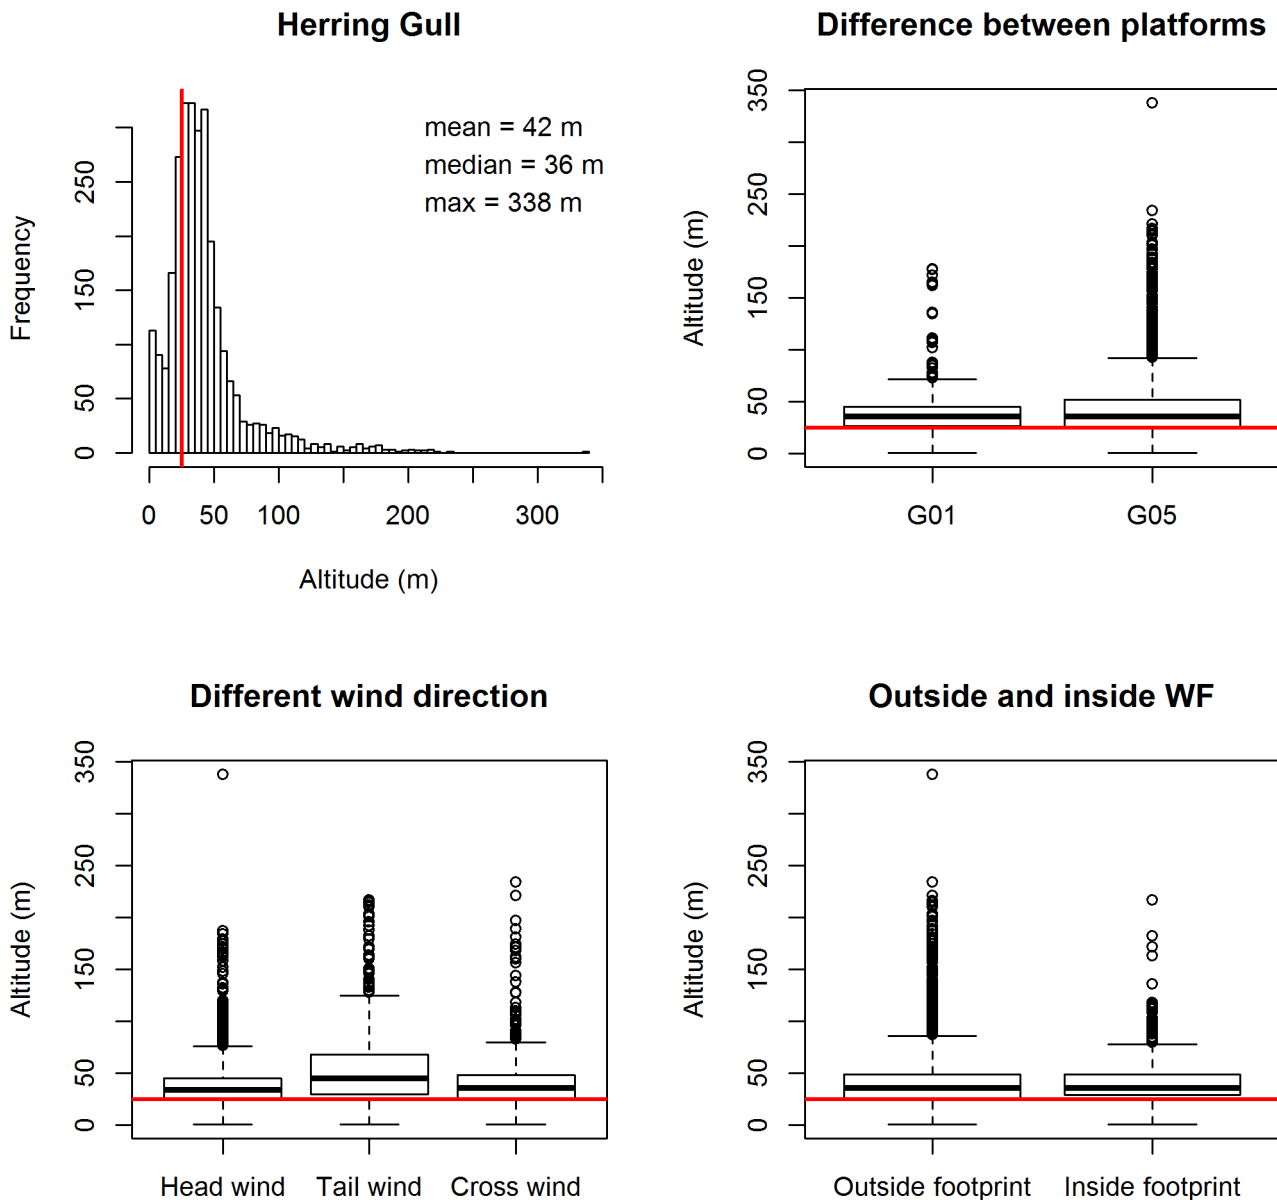 Herring Gull
mean = 42 m
median = 36 m
max = 338 m
Frequency
0
50
150
250
0
50
100
200
300
Altitude (m)
Difference between platforms
Altitude (m)
0
50
150
250
350
G01
G05
Different wind direction
Altitude (m)
0
50
150
250
350
Head wind
Tail wind
Cross wind
Outside and inside WF
Altitude (m)
0
50
150
250
350
Outside footprint
Inside footprint